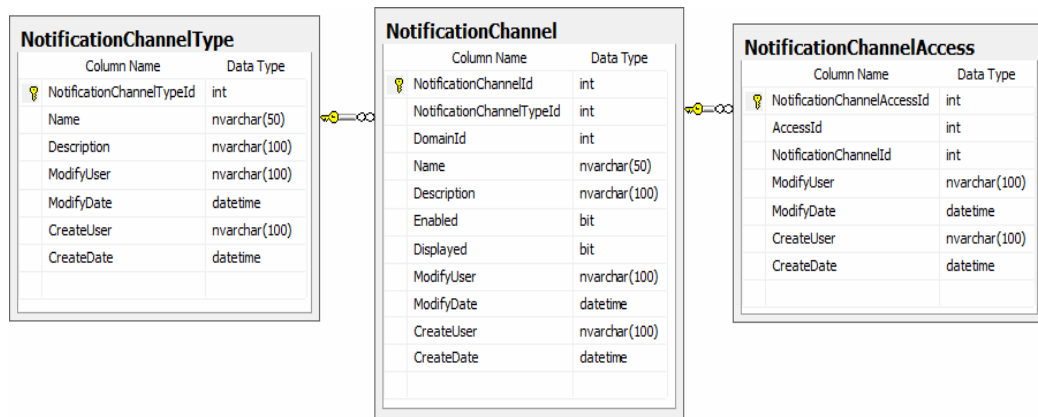 NotificationChannelType
Column Name Data Type
NotificationChannelTypeId int
Name nvarchar(50)
Description nvarchar(100)
ModifyUser nvarchar(100)
ModifyDate datetime
CreateUser nvarchar(100)
CreateDate datetime
NotificationChannel
Column Name Data Type
NotificationChannelId int
NotificationChannelTypeId int
DomainId int
Name nvarchar(50)
Description nvarchar(100)
Enabled bit
Displayed bit
ModifyUser nvarchar(100)
ModifyDate datetime
CreateUser nvarchar(100)
CreateDate datetime
NotificationChannelAccess
Column Name Data Type
NotificationChannelAccessId int
AccessId int
NotificationChannelId int
ModifyUser nvarchar(100)
ModifyDate datetime
CreateUser nvarchar(100)
CreateDate datetime